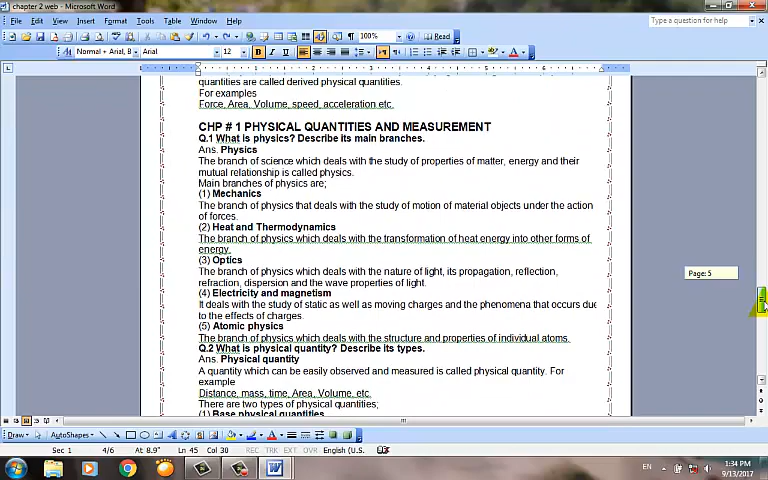 chapter 2 web - Microsoft Word
File Edit View Insert Format Tools Table Window Help
Type a question for help
100%
Read
Normal + Arial, B
Arial
12
B I U
1 2 3 4 5 6
quantities are called derived physical quantities.
For examples
Force, Area, Volume, speed, acceleration etc.
CHP # 1 PHYSICAL QUANTITIES AND MEASUREMENT
Q.1 What is physics? Describe its main branches.
Ans. Physics
The branch of science which deals with the study of properties of matter, energy and their
mutual relationship is called physics.
Main branches of physics are;
(1) Mechanics
The branch of physics that deals with the study of motion of material objects under the action
of forces.
(2) Heat and Thermodynamics
The branch of physics which deals with the transformation of heat energy into other forms of
energy.
(3) Optics
The branch of physics which deals with the nature of light, its propagation, reflection,
refraction, dispersion and the wave properties of light.
(4) Electricity and magnetism
It deals with the study of static as well as moving charges and the phenomena that occurs due
to the effects of charges.
(5) Atomic physics
The branch of physics which deals with the structure and properties of individual atoms.
Q.2 What is physical quantity? Describe its types.
Ans. Physical quantity
A quantity which can be easily observed and measured is called physical quantity. For
example
Distance, mass, time, Area, Volume, etc.
There are two types of physical quantities;
(1) Base physical quantities
Page: 5
Draw AutoShapes
Sec 1 4/6 At 8.9" Ln 45 Col 30 REC TRK EXT OVR English (U.S.
EN
1:34 PM
9/13/2017